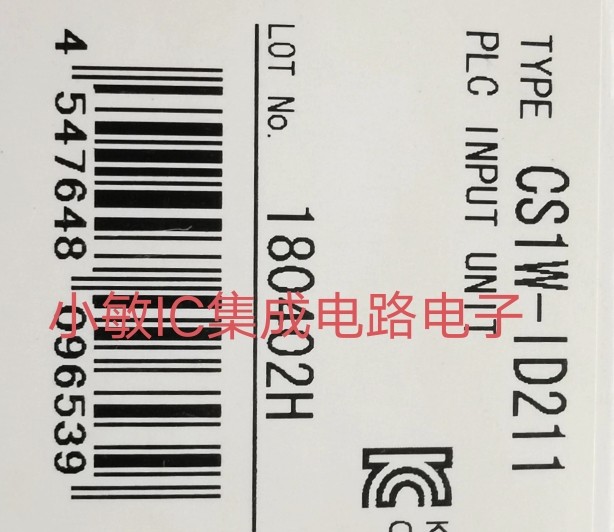 TYPE CS1W-ID211
PLC INPUT UNIT
LOT No. 180402H
4 547648 096539
小敏IC集成电路电子